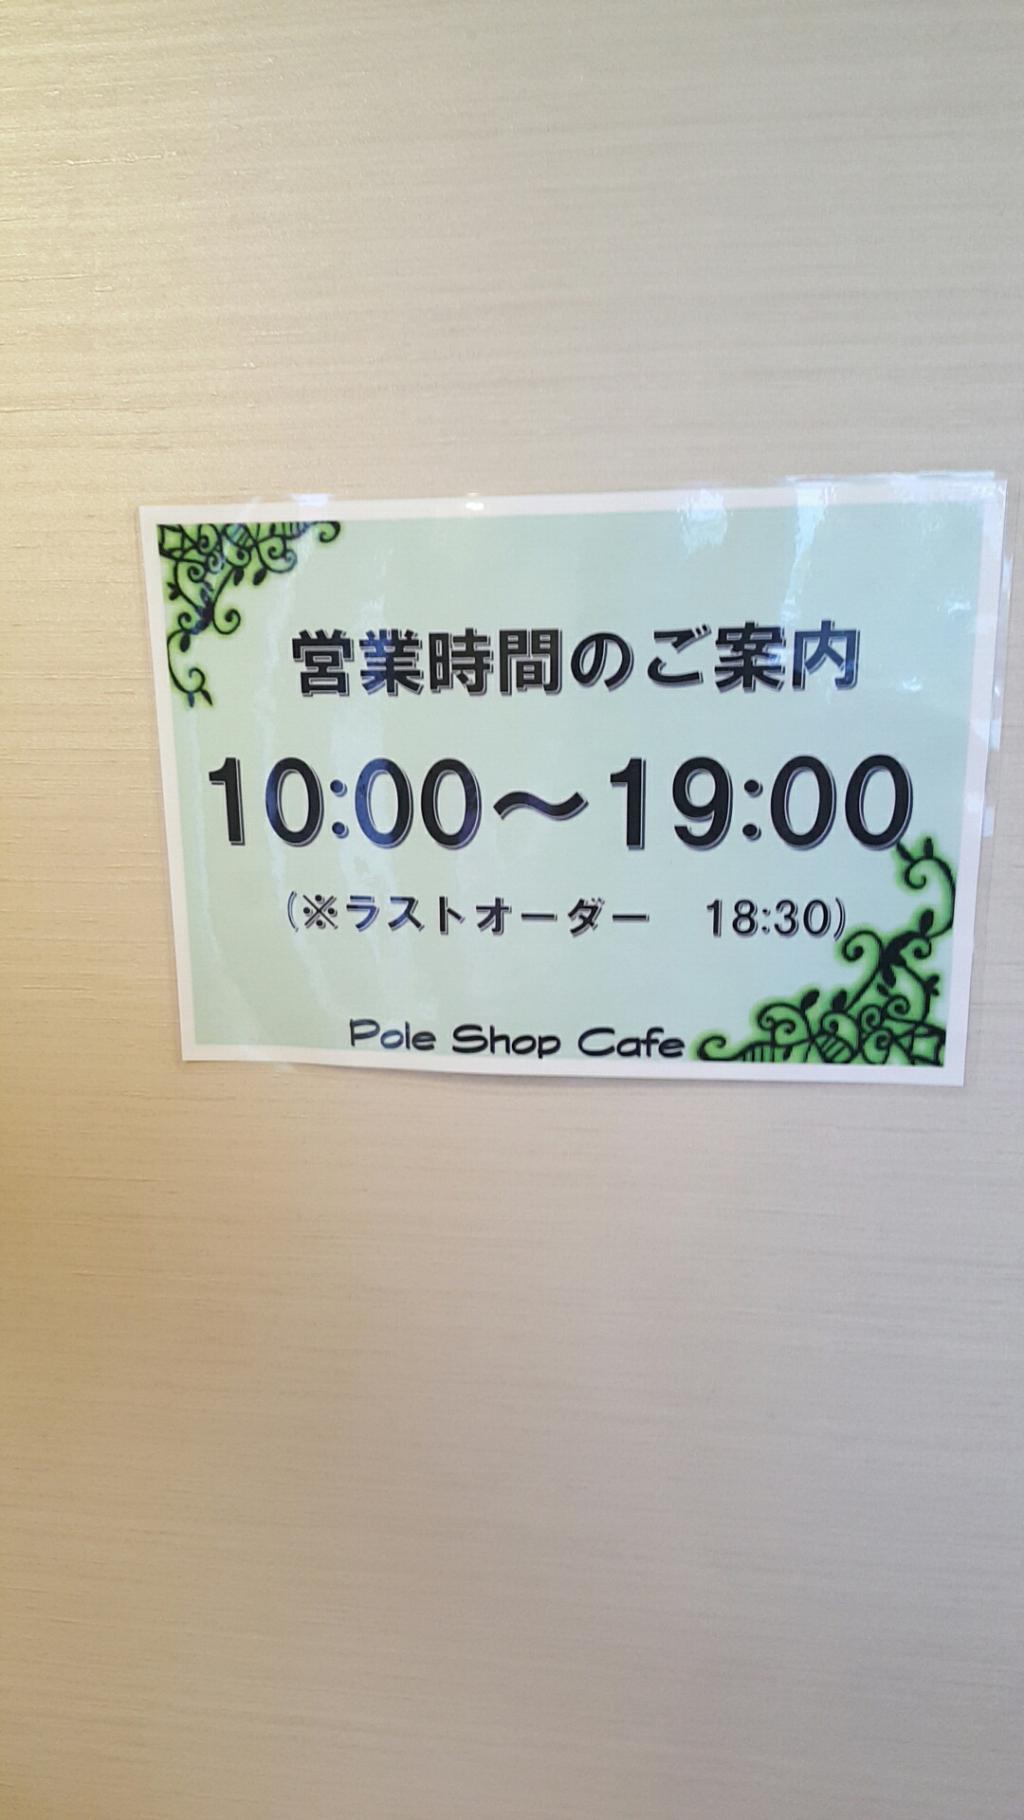 営業時間のご案内
10:00～19:00
(※ラストオーダー　18:30)
Pole Shop Cafe